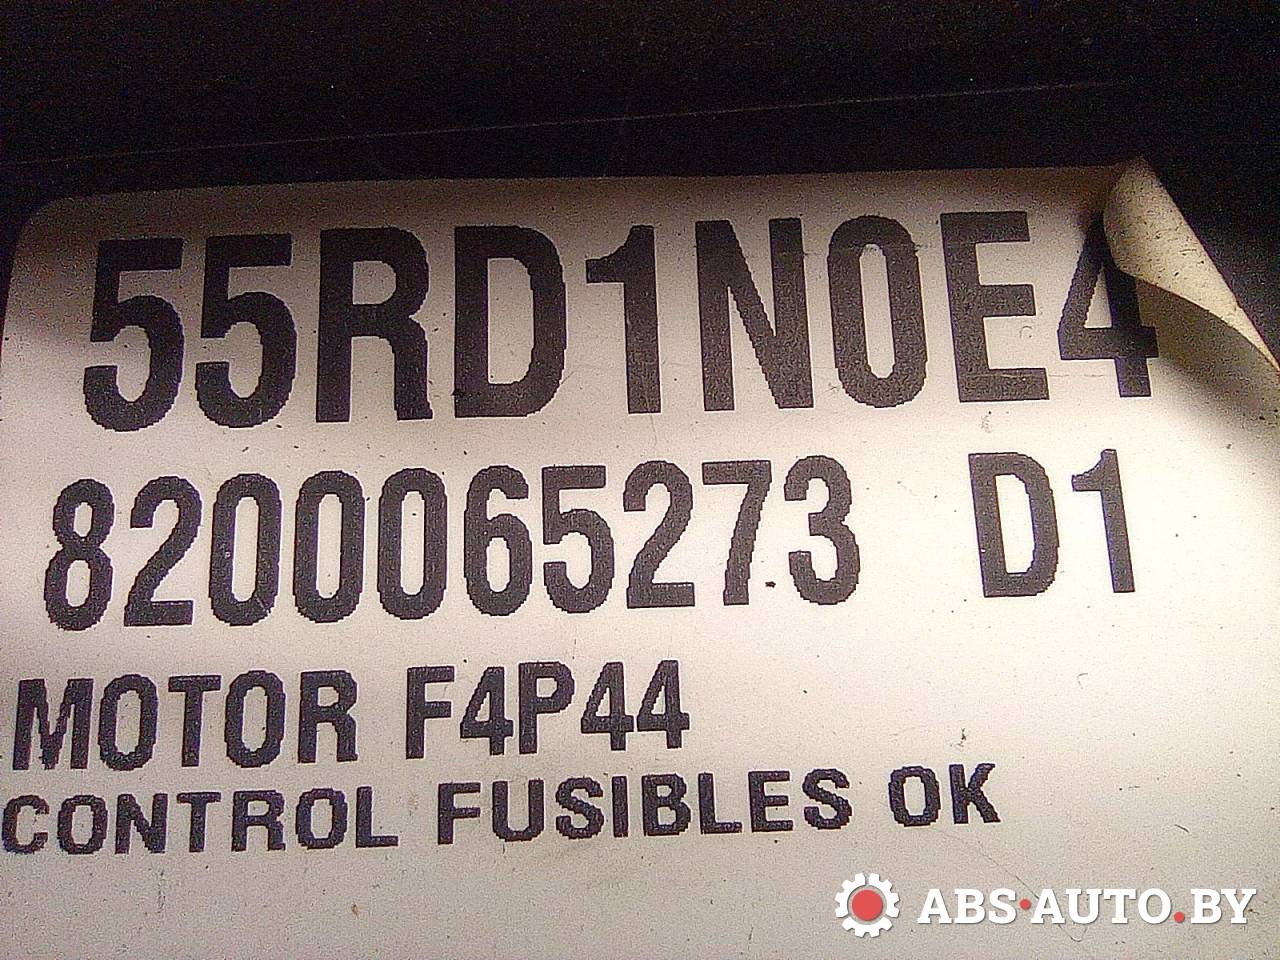 55RD1N0E4
8200065273 D1
MOTOR F4P44
CONTROL FUSIBLES OK
ABS·AUTO.BY